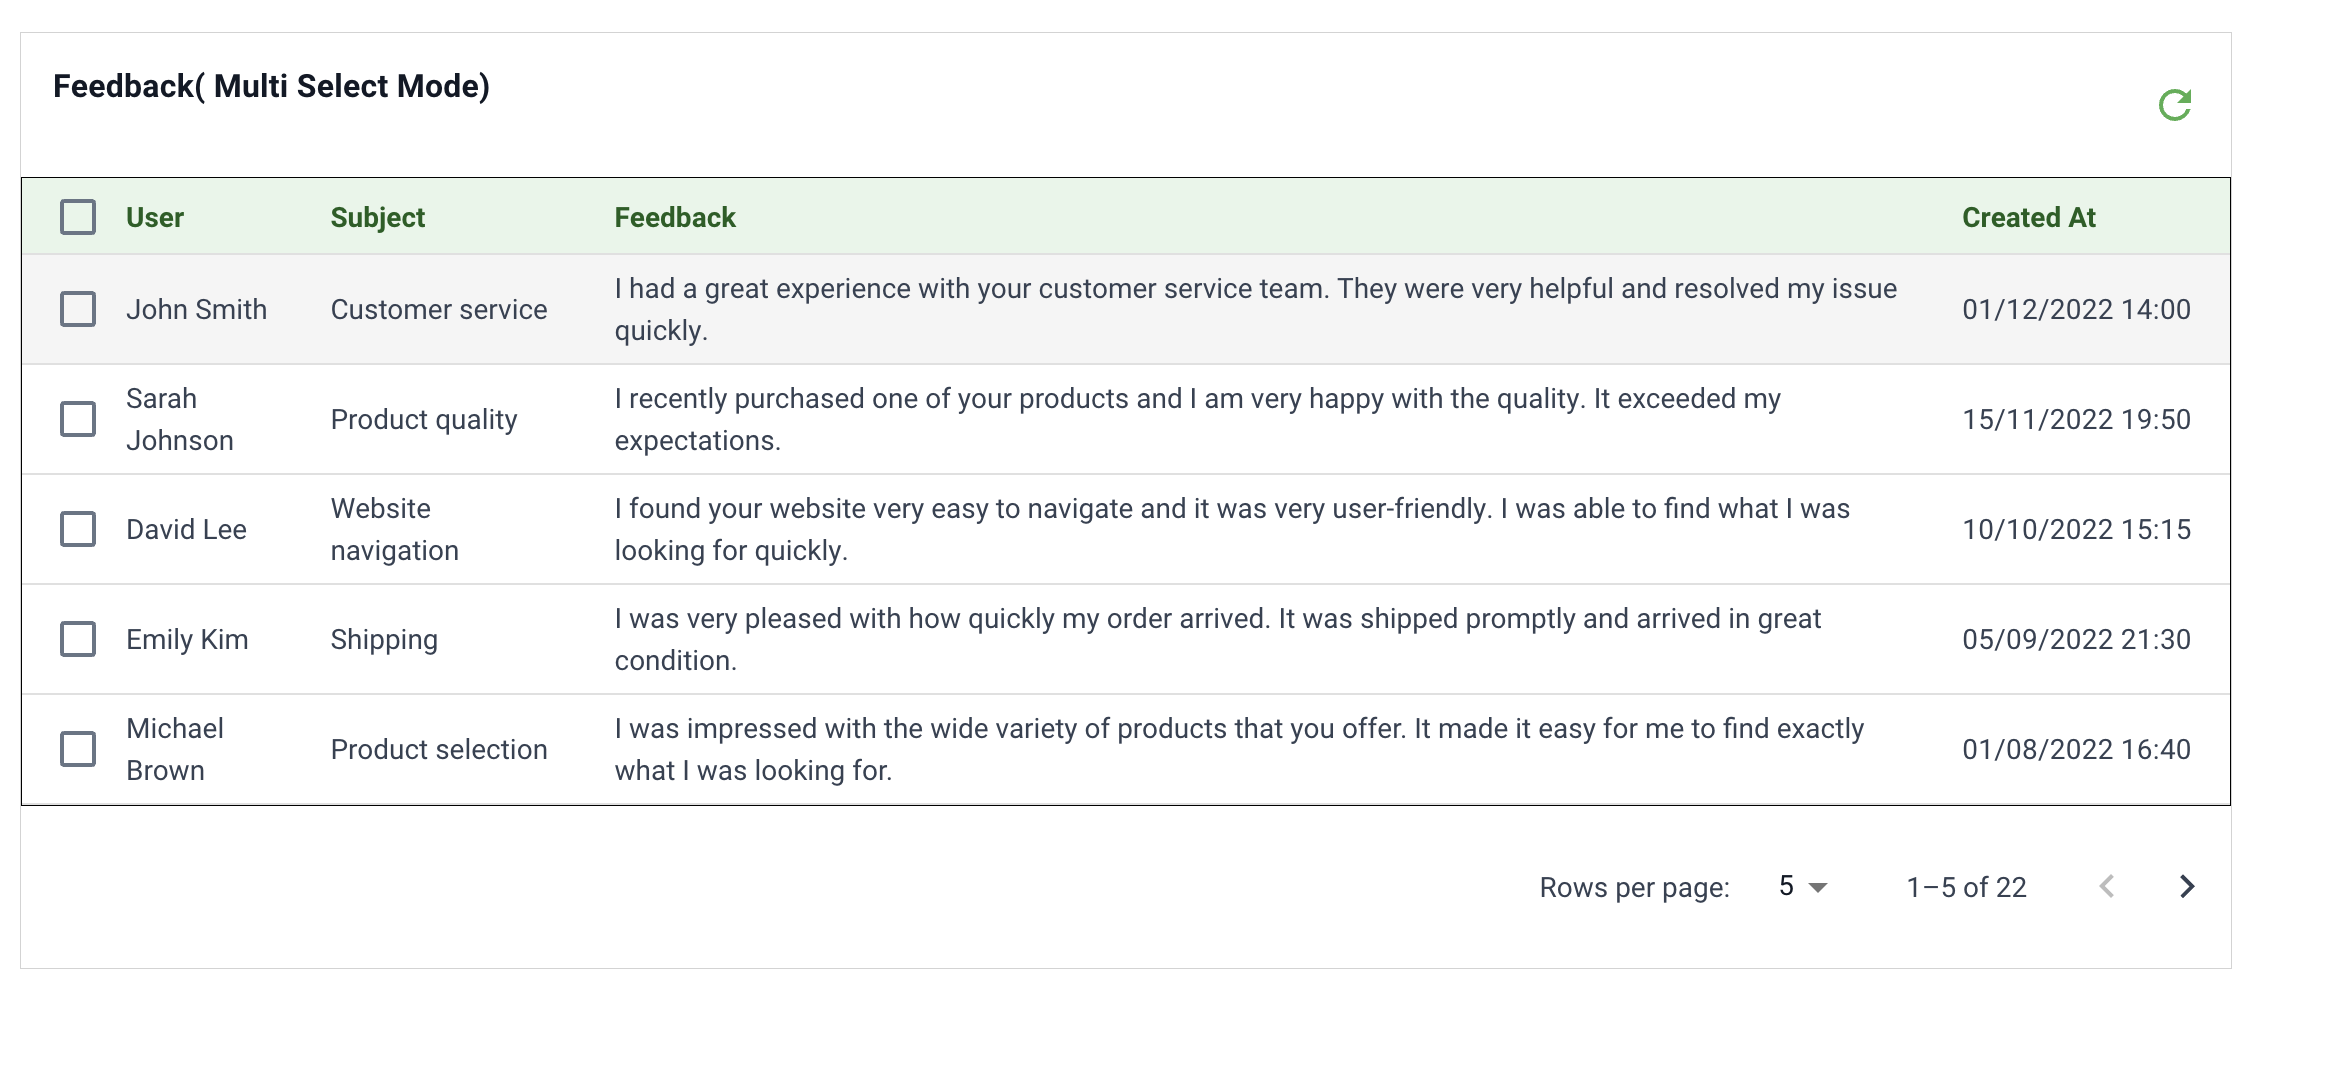 Feedback( Multi Select Mode)
User Subject Feedback Created At
John Smith Customer service I had a great experience with your customer service team. They were very helpful and resolved my issue
quickly. 01/12/2022 14:00
Sarah
Johnson Product quality I recently purchased one of your products and I am very happy with the quality. It exceeded my
expectations. 15/11/2022 19:50
David Lee Website
navigation I found your website very easy to navigate and it was very user-friendly. I was able to find what I was
looking for quickly. 10/10/2022 15:15
Emily Kim Shipping I was very pleased with how quickly my order arrived. It was shipped promptly and arrived in great
condition. 05/09/2022 21:30
Michael
Brown Product selection I was impressed with the wide variety of products that you offer. It made it easy for me to find exactly
what I was looking for. 01/08/2022 16:40
Rows per page: 5 1–5 of 22